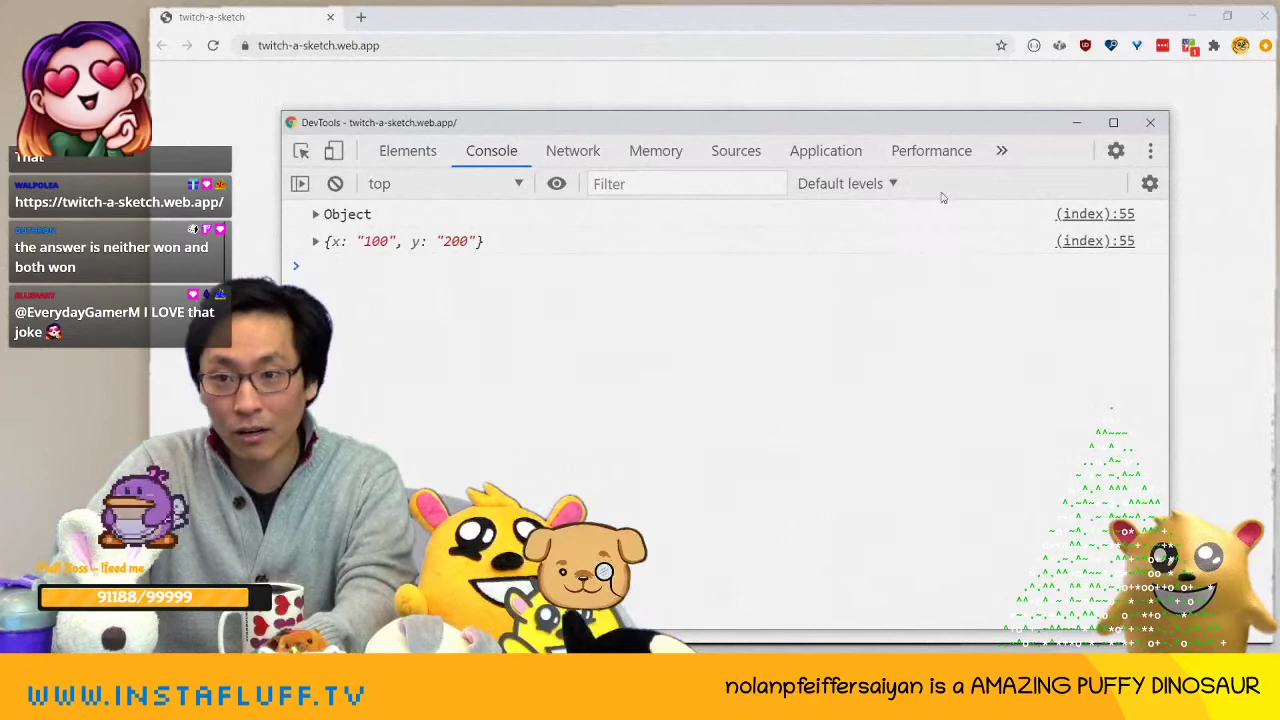 twitch-a-sketch
twitch-a-sketch.web.app
1
DevTools - twitch-a-sketch.web.app/
Elements
Console
Network
Memory
Sources
Application
Performance
top
Filter
Default levels
Object
(index):55
{x: "100", y: "200"}
(index):55
That
WALPOLEA
https://twitch-a-sketch.web.app/
the answer is neither won and
both won
@EverydayGamerM I LOVE that
joke
91188/99999
WWW.INSTAFLUFF.TV
nolanpfeiffersaiyan is a AMAZING PUFFY DINOSAUR